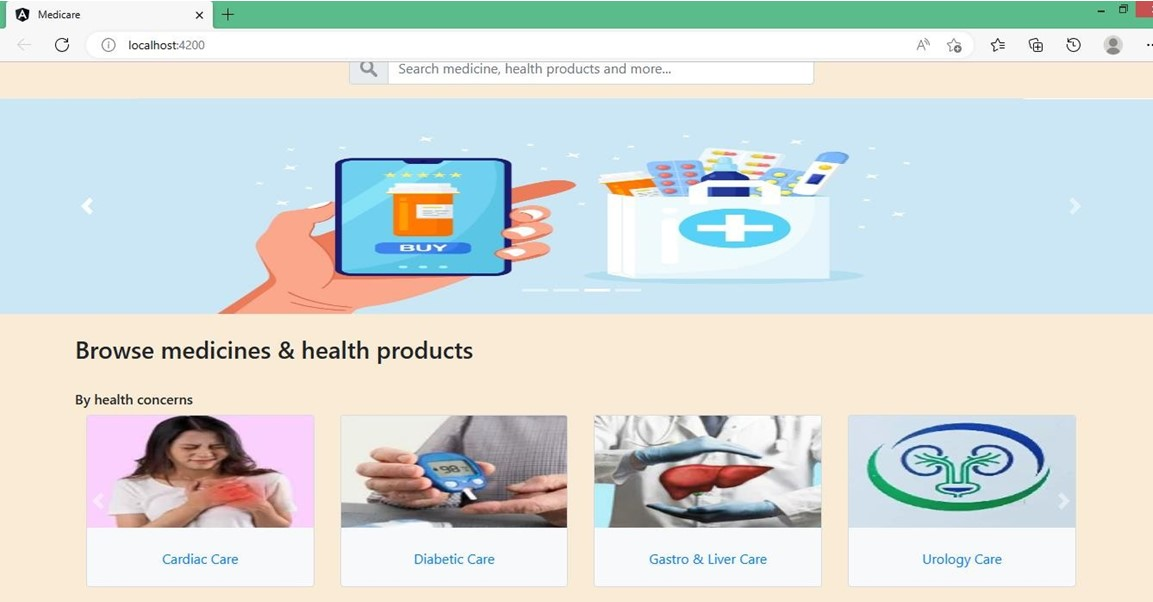 Medicare
localhost:4200
Search medicine, health products and more...
BUY
Browse medicines & health products
By health concerns
98
Cardiac Care
Diabetic Care
Gastro & Liver Care
Urology Care